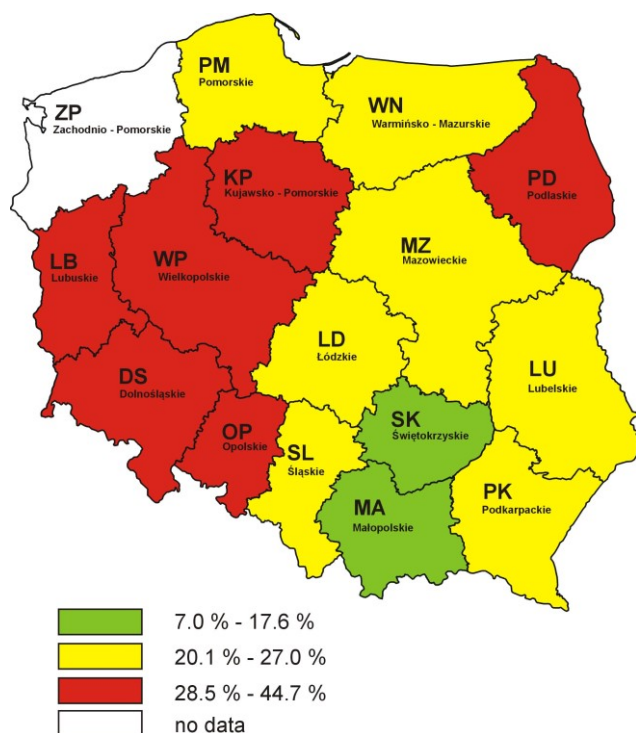 PM
Pomorskie
ZP
Zachodnio - Pomorskie
WN
Warmińsko - Mazurskie
KP
Kujawsko - Pomorskie
PD
Podlaskie
LB
Lubuskie
WP
Wielkopolskie
MZ
Mazowieckie
LD
Łódzkie
LU
Lubelskie
DS
Dolnośląskie
SK
Świętokrzyskie
OP
Opolskie
SL
Śląskie
PK
Podkarpackie
MA
Małopolskie
7.0 % - 17.6 %
20.1 % - 27.0 %
28.5 % - 44.7 %
no data